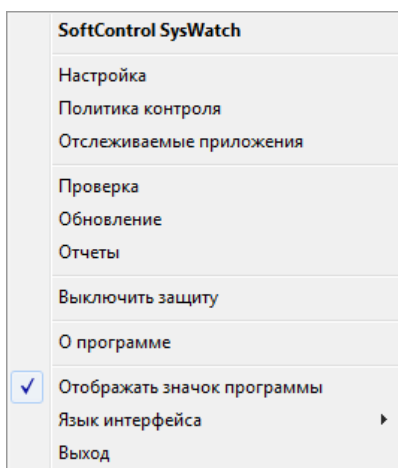 SoftControl SysWatch
Настройка
Политика контроля
Отслеживаемые приложения
Проверка
Обновление
Отчеты
Выключить защиту
О программе
Отображать значок программы
Язык интерфейса
Выход